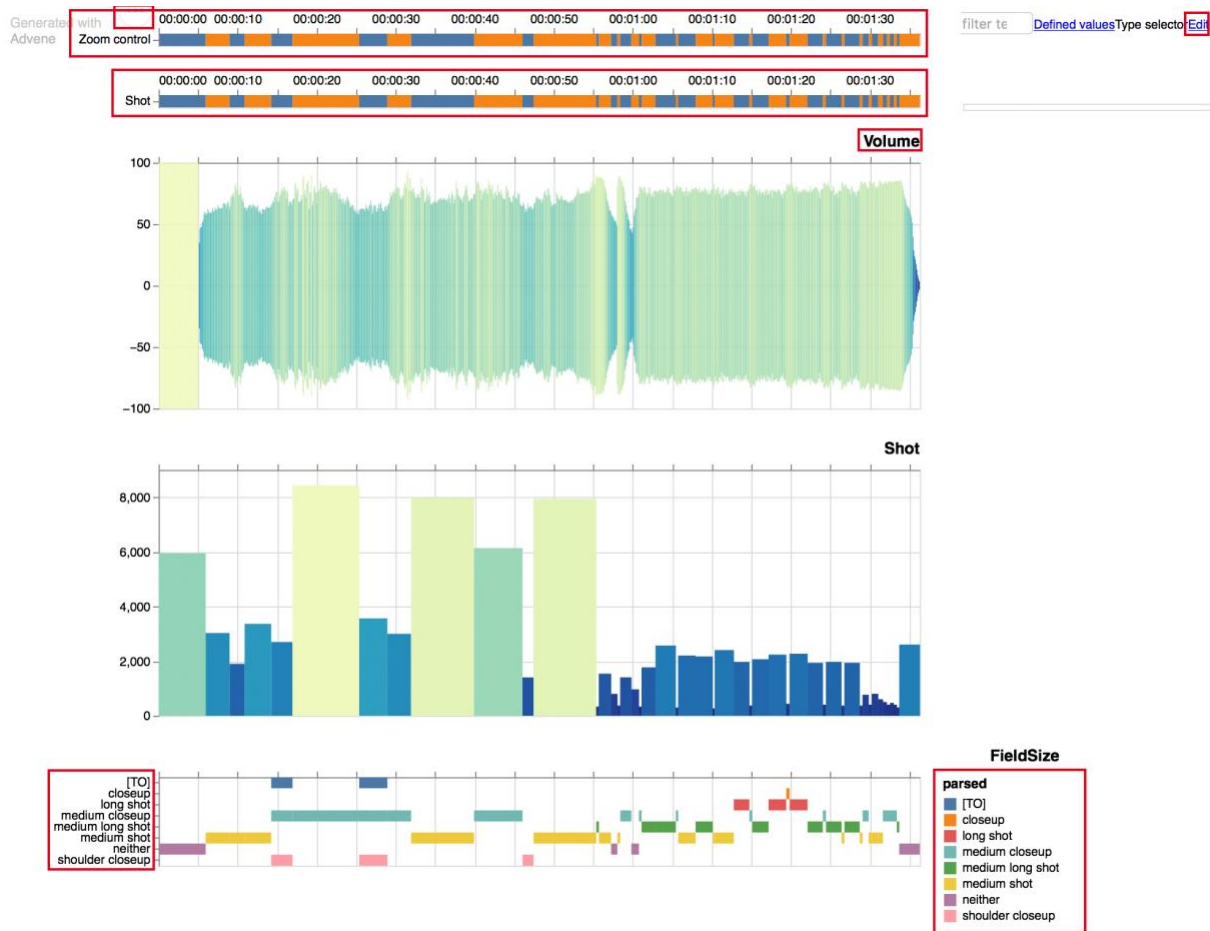 Generated with
Advene
00:00:00 00:00:10 00:00:20 00:00:30 00:00:40 00:00:50 00:01:00 00:01:10 00:01:20 00:01:30
Zoom control
filter te Defined values Type selector Edit
00:00:00 00:00:10 00:00:20 00:00:30 00:00:40 00:00:50 00:01:00 00:01:10 00:01:20 00:01:30
Shot
Volume
100
50
0
−50
−100
Shot
8,000
6,000
4,000
2,000
0
FieldSize
[TO]
closeup
long shot
medium closeup
medium long shot
medium shot
neither
shoulder closeup
parsed
[TO]
closeup
long shot
medium closeup
medium long shot
medium shot
neither
shoulder closeup